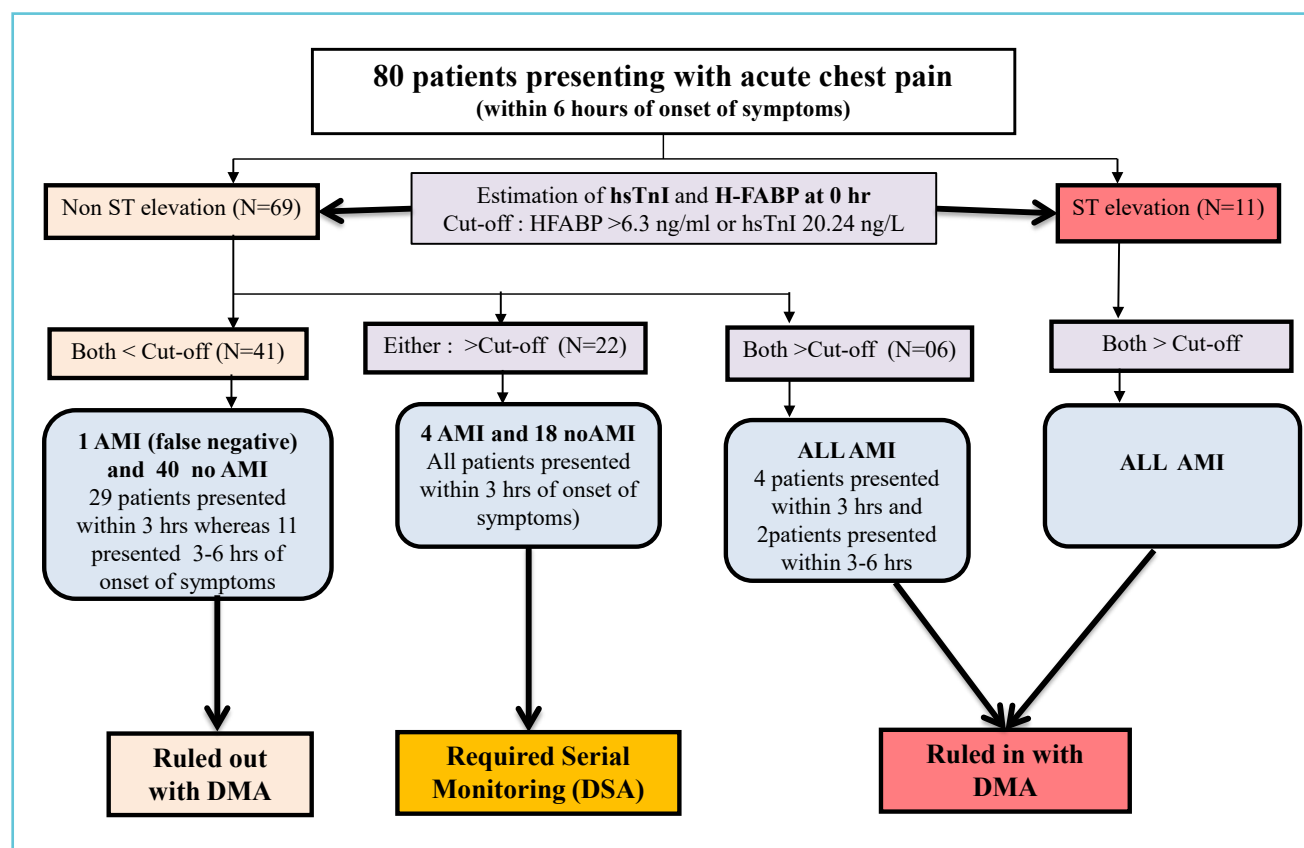 80 patients presenting with acute chest pain
(within 6 hours of onset of symptoms)
Non ST elevation (N=69)
Estimation of hsTnI and H-FABP at 0 hr
Cut-off : HFABP >6.3 ng/ml or hsTnI 20.24 ng/L
ST elevation (N=11)
Both < Cut-off (N=41)
Either : >Cut-off (N=22)
Both >Cut-off (N=06)
Both > Cut-off
1 AMI (false negative)
and 40 no AMI
29 patients presented
within 3 hrs whereas 11
presented 3-6 hrs of
onset of symptoms
4 AMI and 18 noAMI
All patients presented
within 3 hrs of onset of
symptoms)
ALL AMI
4 patients presented
within 3 hrs and
2patients presented
within 3-6 hrs
ALL AMI
Ruled out
with DMA
Required Serial
Monitoring (DSA)
Ruled in with
DMA